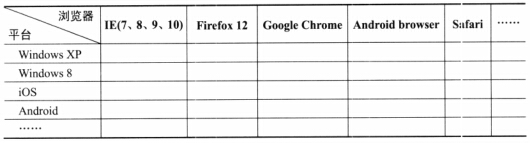 浏览器
平台
IE(7、8、9、10) Firefox 12 Google Chrome Android browser Safari ……
Windows XP
Windows 8
iOS
Android
……